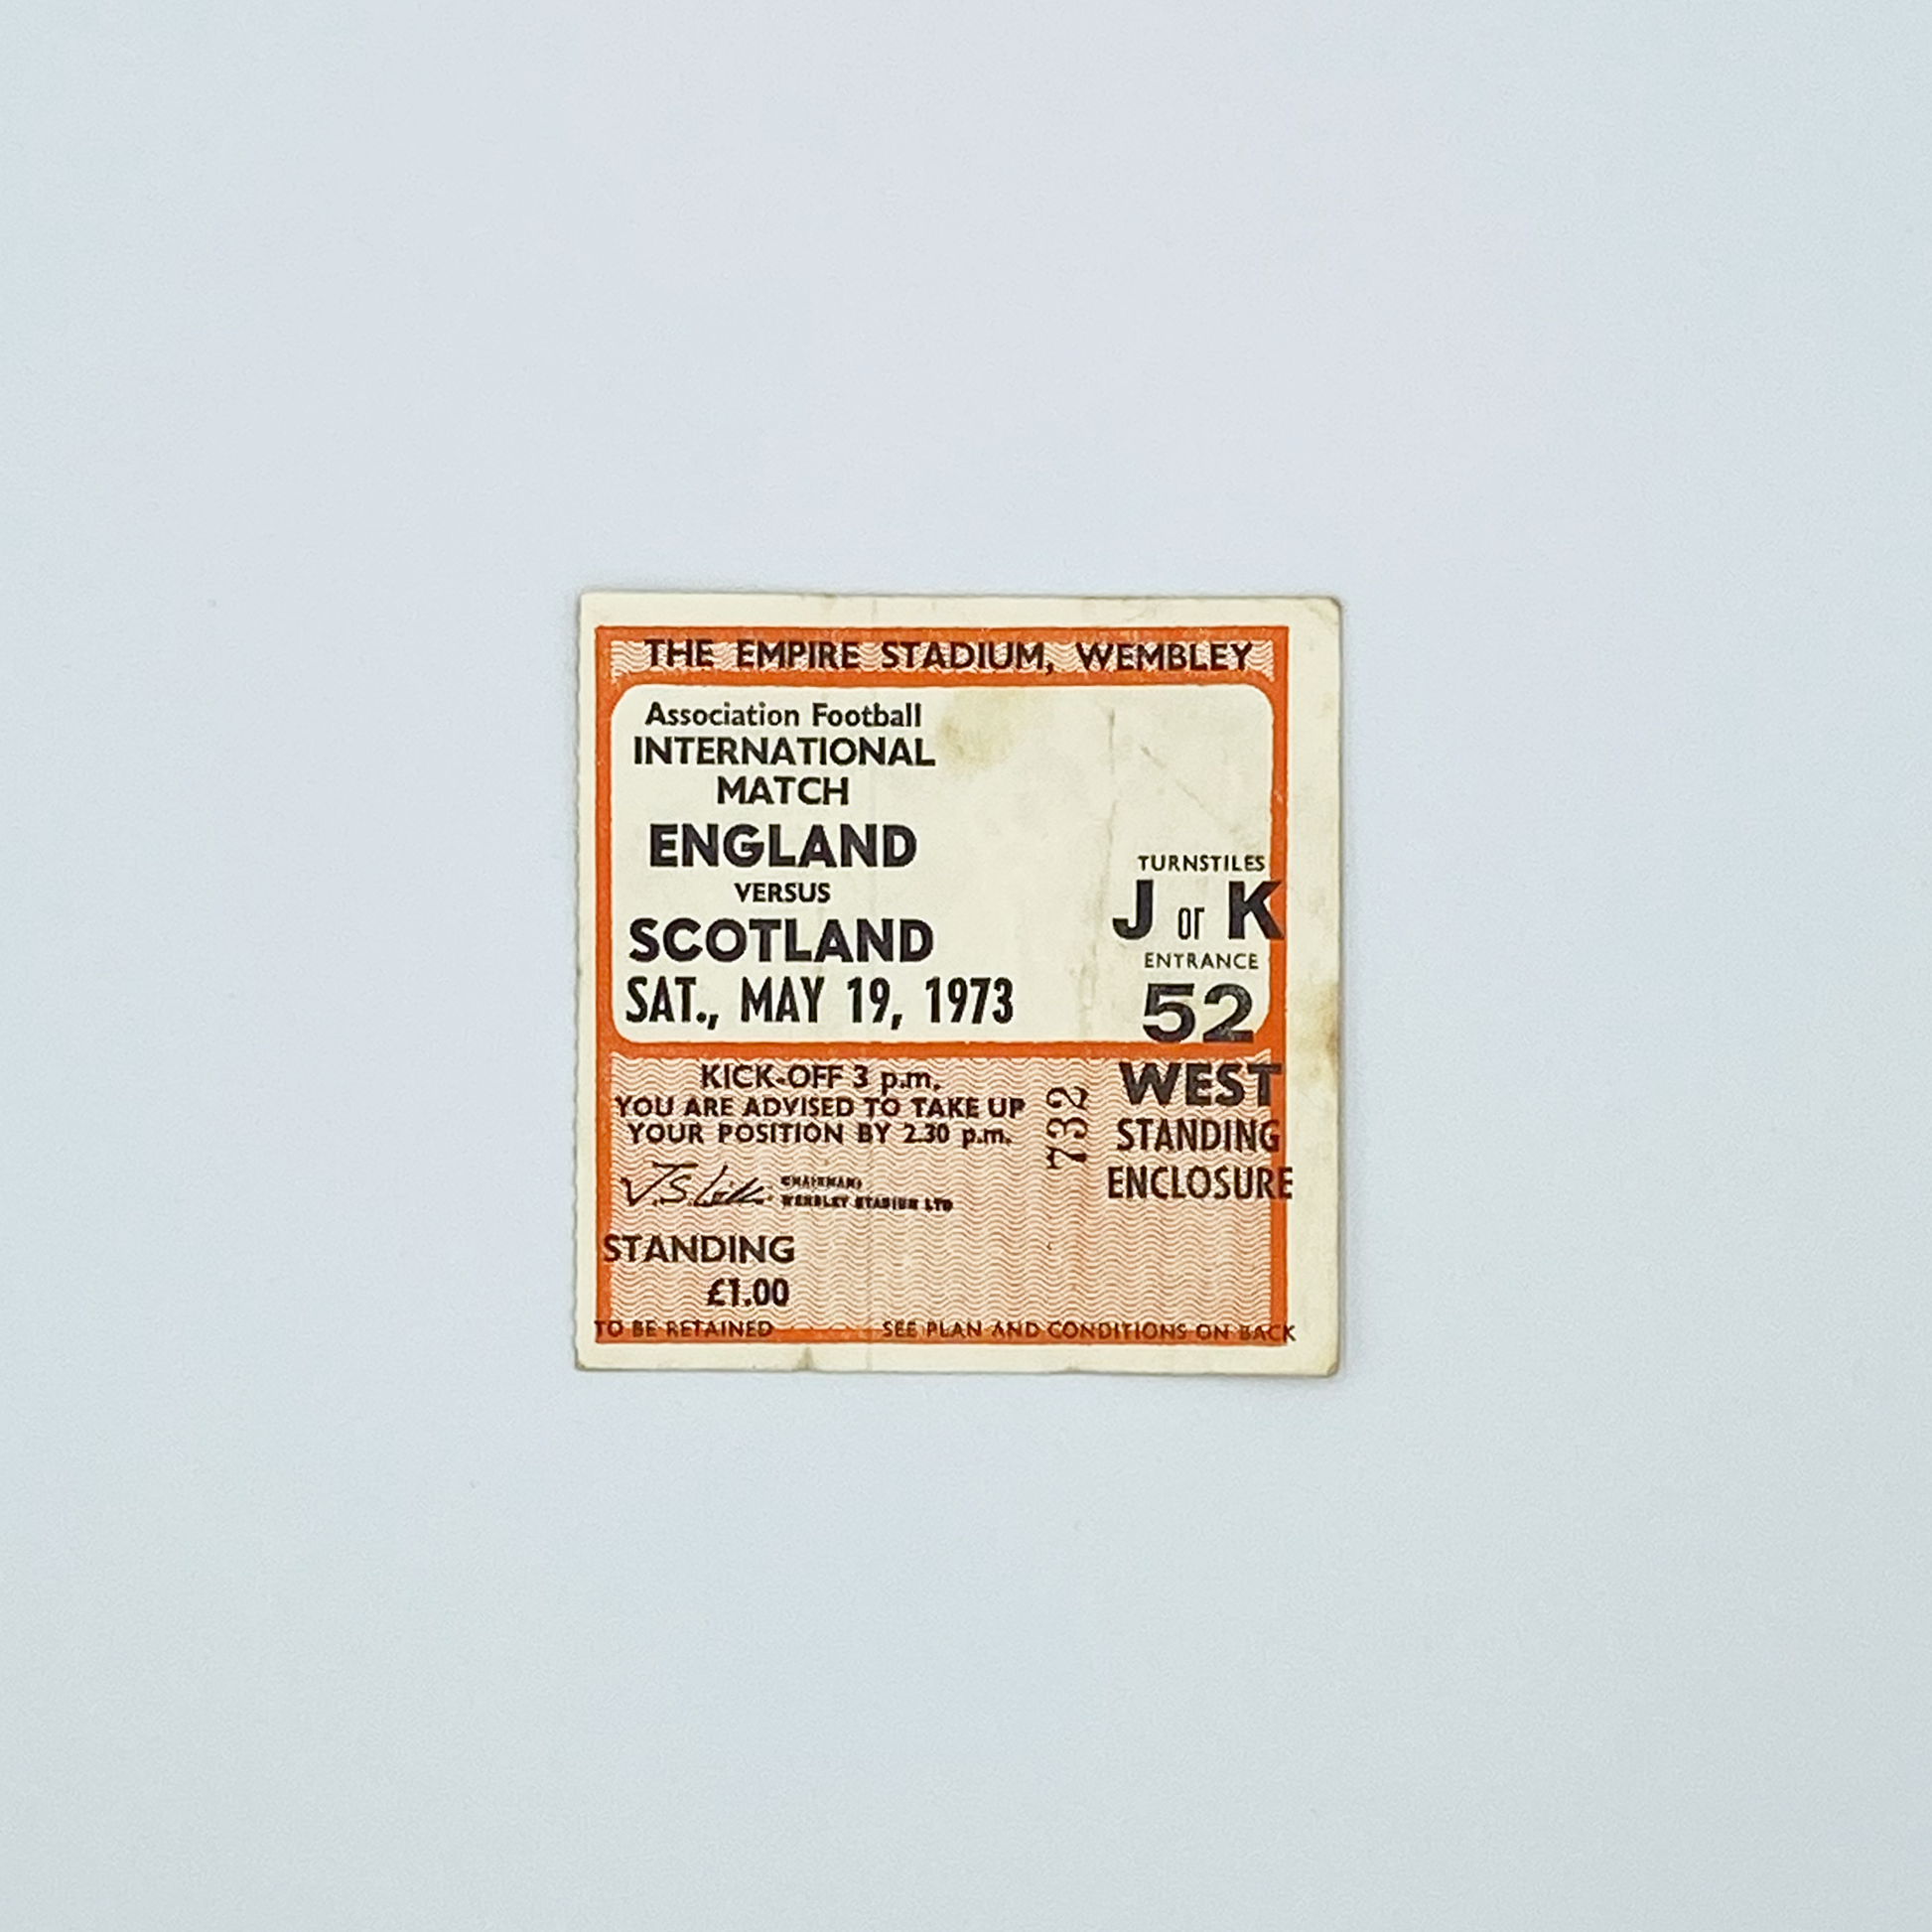 THE EMPIRE STADIUM, WEMBLEY
Association Football
INTERNATIONAL
MATCH
ENGLAND
VERSUS
SCOTLAND
SAT., MAY 19, 1973
TURNSTILES
J or K
ENTRANCE
52
WEST
STANDING
ENCLOSURE
KICK-OFF 3 p.m.
YOU ARE ADVISED TO TAKE UP
YOUR POSITION BY 2.30 p.m.
732
CHAIRMAN:
WEMBLEY STADIUM LTD
STANDING
£1.00
TO BE RETAINED
SEE PLAN AND CONDITIONS ON BACK